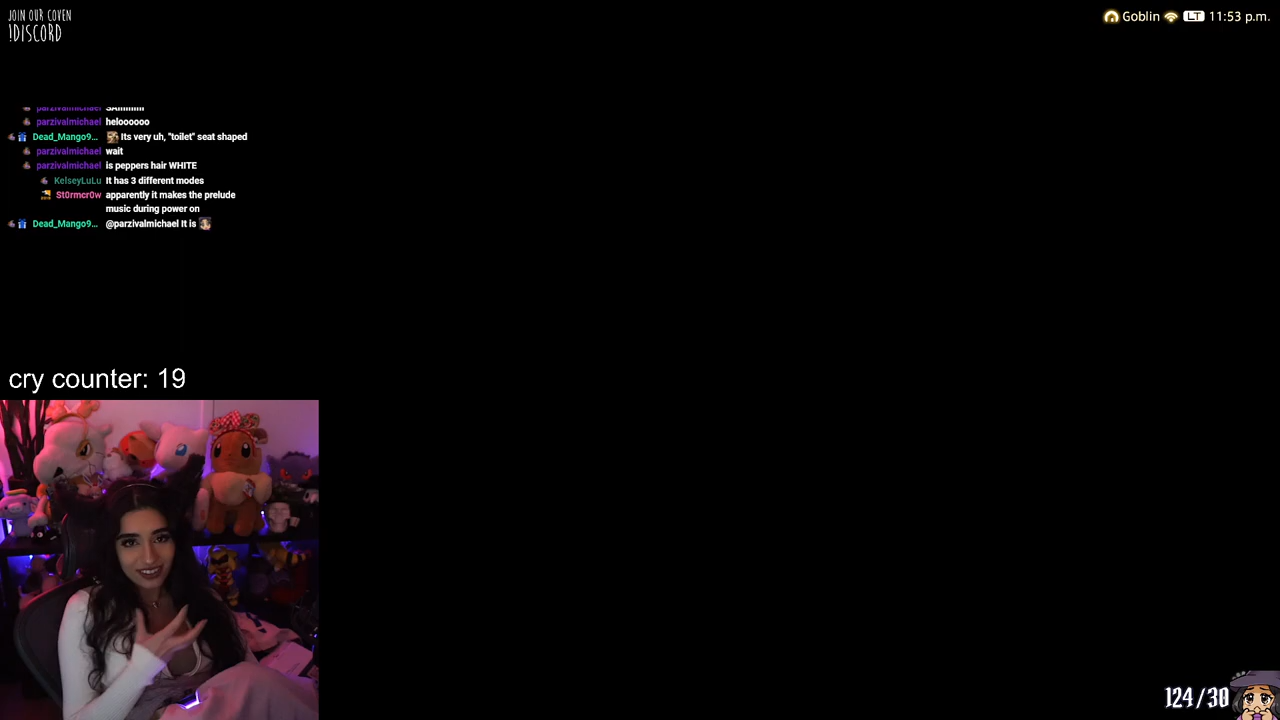 JOIN OUR COVEN
!DISCORD
Goblin LT 11:53 p.m.
parzivalmichael
parzivalmichael heloooooo
Dead_Mango9... Its very uh, "toilet" seat shaped
parzivalmichael wait
parzivalmichael is peppers hair WHITE
KelseyLuLu It has 3 different modes
St0rmcr0w apparently it makes the prelude
music during power on
Dead_Mango9... @parzivalmichael It is
cry counter: 19
124/30